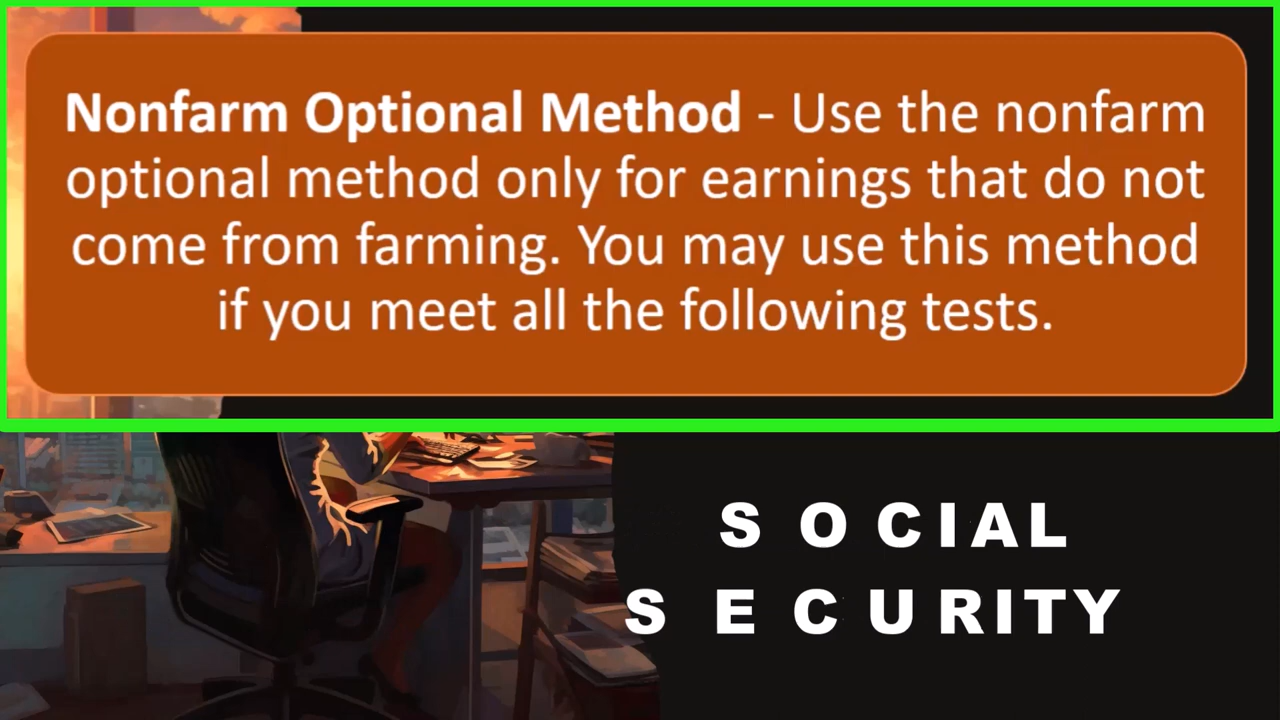 Nonfarm Optional Method - Use the nonfarm
optional method only for earnings that do not
come from farming. You may use this method
if you meet all the following tests.
SOCIAL
SECURITY